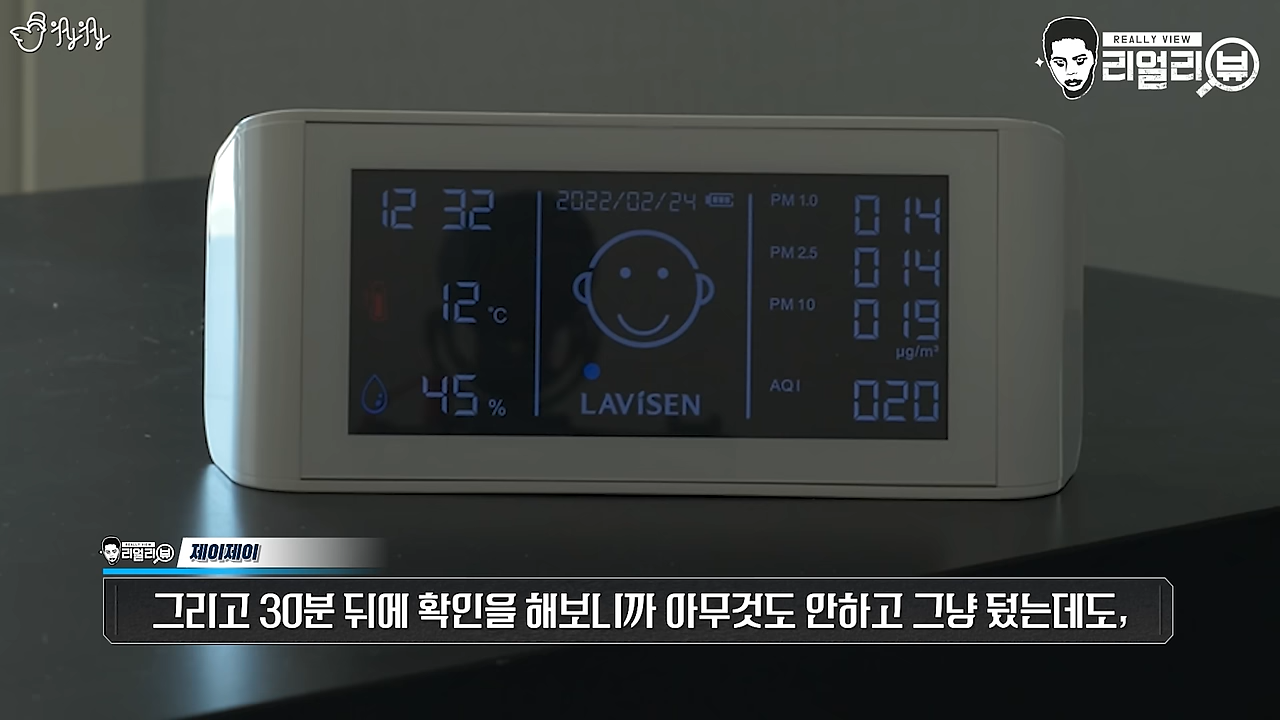 REALLY VIEW
리얼리뷰
12 32
12 °C
45 %
2022/02/24
LAVISEN
PM 1.0 014
PM 2.5 014
PM 10 019
µg/m³
AQI 020
리얼리뷰
제이제이
그리고 30분 뒤에 확인을 해보니까 아무것도 안하고 그냥 뒀는데도,